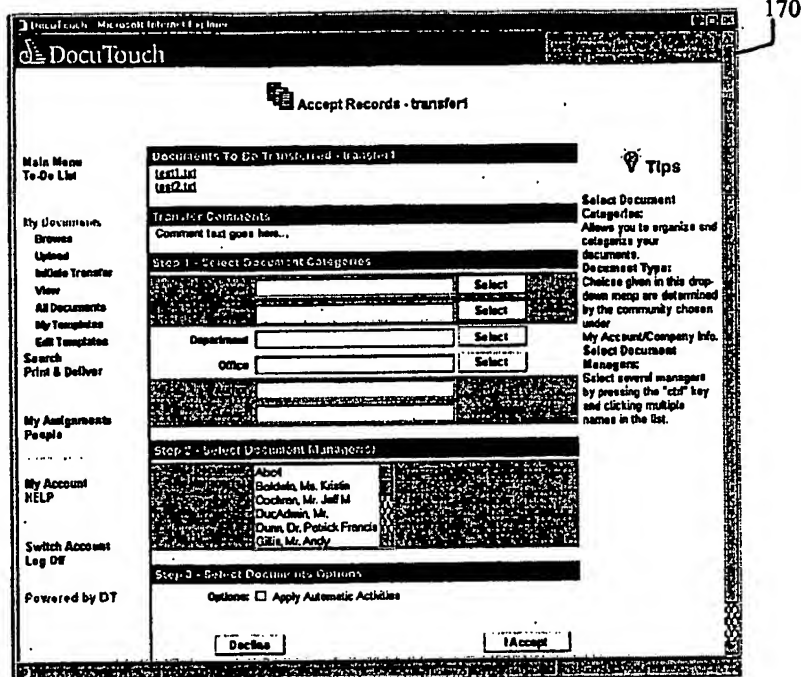 170
DocuTouch - Microsoft Internet Explorer
DocuTouch
Accept Records - transfer1
Main Menu
To-Do List
My Documents
Browse
Upload
Initiate Transfer
View
All Documents
My Templates
Edit Templates
Search
Print & Deliver
My Assignments
People
My Account
HELP
Switch Account
Log Off
Powered by DT
Documents To Be Transferred - transfer1
test1.txt
test2.txt
Transfer Comments
Comment text goes here...
Step 1 - Select Document Categories
Select
Select
Department
Select
Office
Select
Step 2 - Select Document Manager(s)
Abo1
Baldwin, Ms. Kristin
Cochran, Mr. Jeff M
DucAdmin, Mr.
Dunn, Dr. Patrick Francis
Gillis, Mr. Andy
Step 3 - Select Documents Options
Options: Apply Automatic Activities
Decline
I Accept
Tips
Select Document
Categories:
Allows you to organize and
categorize your
documents.
Document Type:
Choices given in this drop-
down menu are determined
by the community chosen
under
My Account/Company Info.
Select Document
Managers:
Select several managers
by pressing the "ctrl" key
and clicking multiple
names in the list.